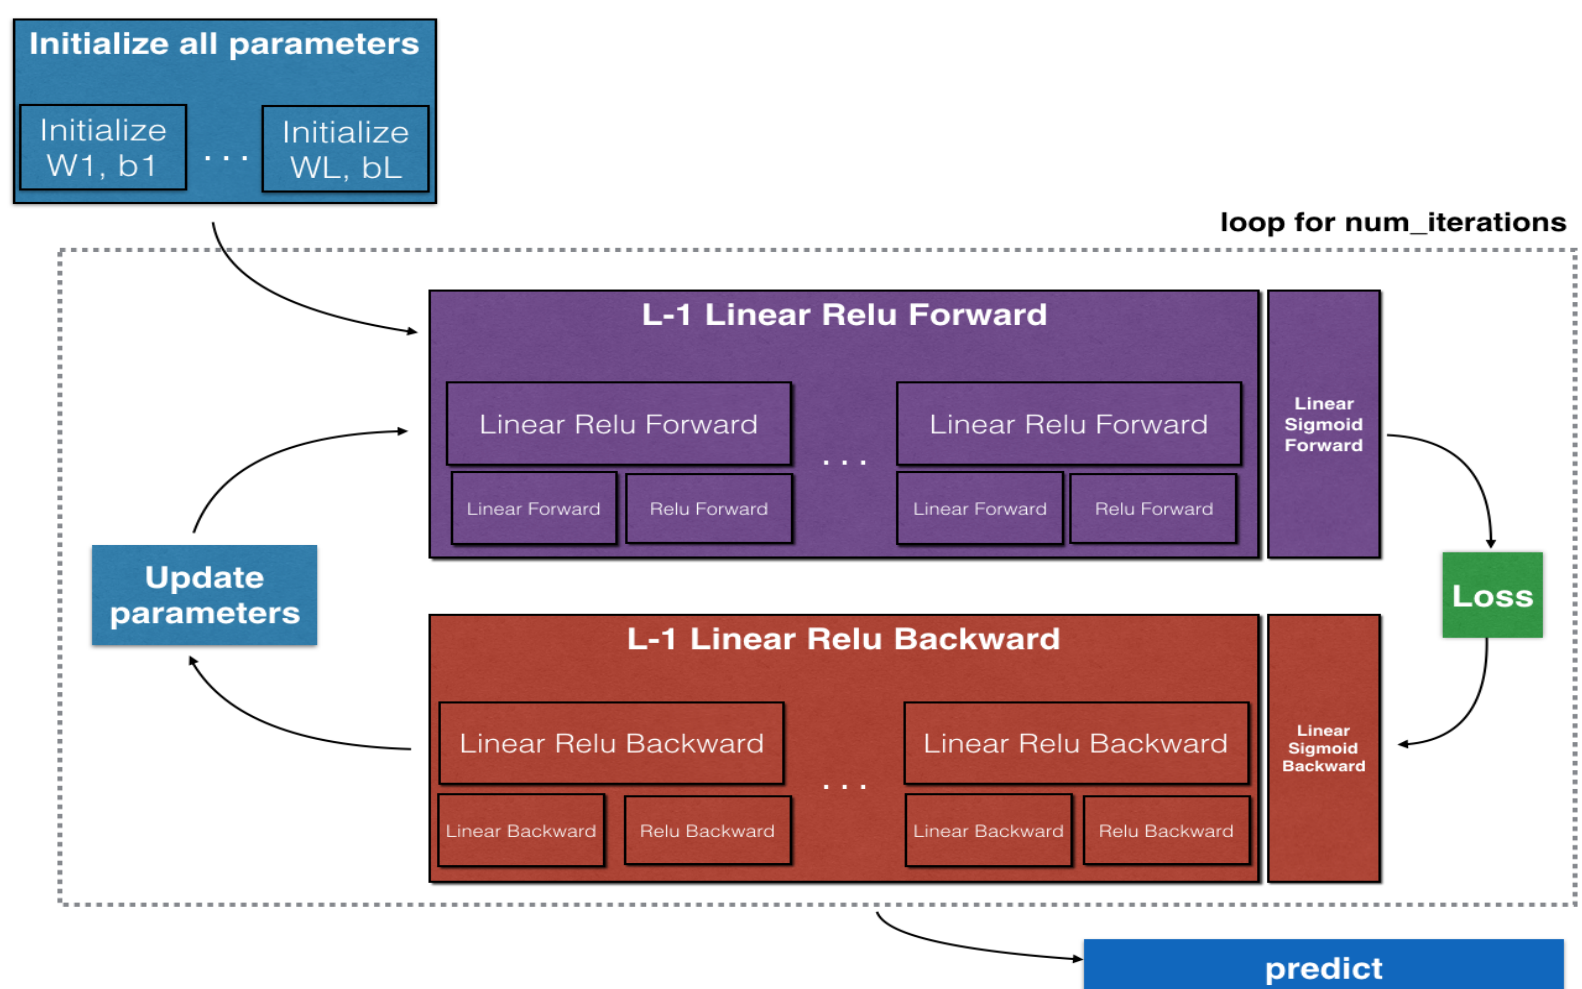 Initialize all parameters
Initialize
W1, b1
. . .
Initialize
WL, bL
loop for num_iterations
L-1 Linear Relu Forward
Linear Relu Forward
Linear Forward
Relu Forward
. . .
Linear Relu Forward
Linear Forward
Relu Forward
Linear
Sigmoid
Forward
Update
parameters
Loss
L-1 Linear Relu Backward
Linear Relu Backward
Linear Backward
Relu Backward
. . .
Linear Relu Backward
Linear Backward
Relu Backward
Linear
Sigmoid
Backward
predict